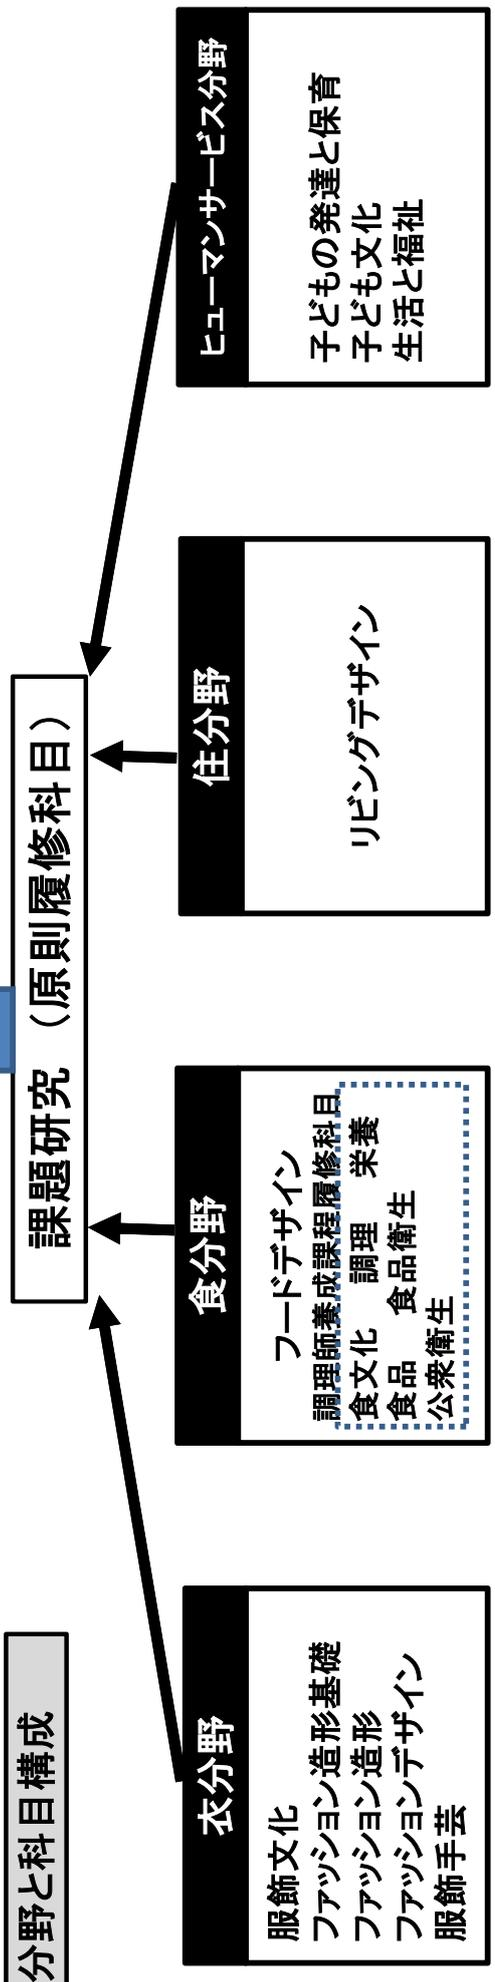 分野と科目構成
課題研究 （原則履修科目）
衣分野
服飾文化
ファッション造形基礎
ファッション造形
ファッションデザイン
服飾手芸
食分野
フードデザイン
調理師養成課程履修科目
食文化 調理 栄養
食品 食品衛生
公衆衛生
住分野
リビングデザイン
ヒューマンサービス分野
子どもの発達と保育
子ども文化
生活と福祉